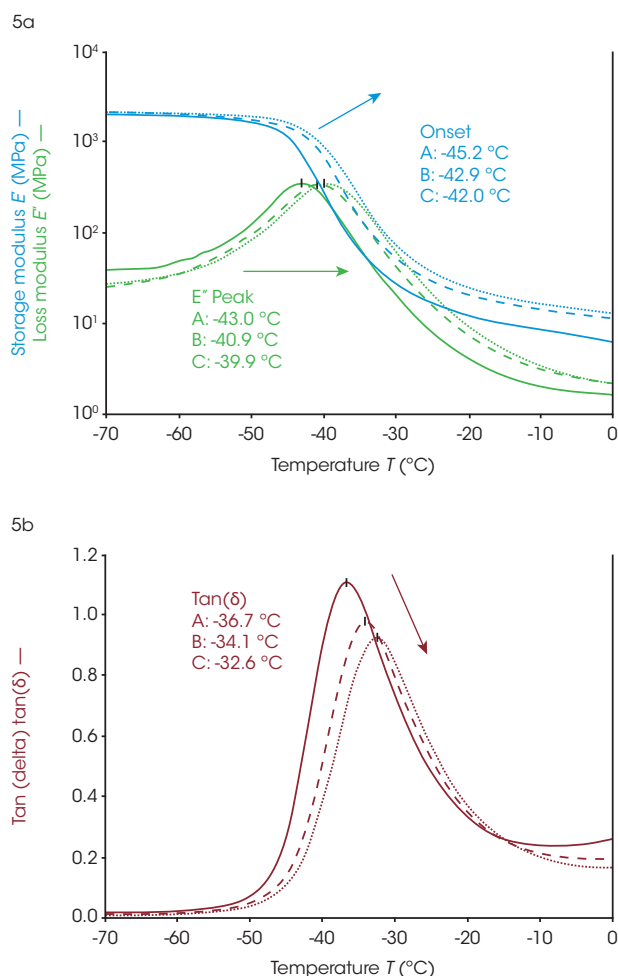 5a
Storage modulus E' (MPa) —
Loss modulus E" (MPa) —
10⁴
10³
10²
10¹
10⁰
Onset
A: -45.2 °C
B: -42.9 °C
C: -42.0 °C
E" Peak
A: -43.0 °C
B: -40.9 °C
C: -39.9 °C
-70 -60 -50 -40 -30 -20 -10 0
Temperature T (°C)
5b
Tan (delta) tan(δ) —
1.2
1.0
0.8
0.6
0.4
0.2
0.0
Tan(δ)
A: -36.7 °C
B: -34.1 °C
C: -32.6 °C
-70 -60 -50 -40 -30 -20 -10 0
Temperature T (°C)